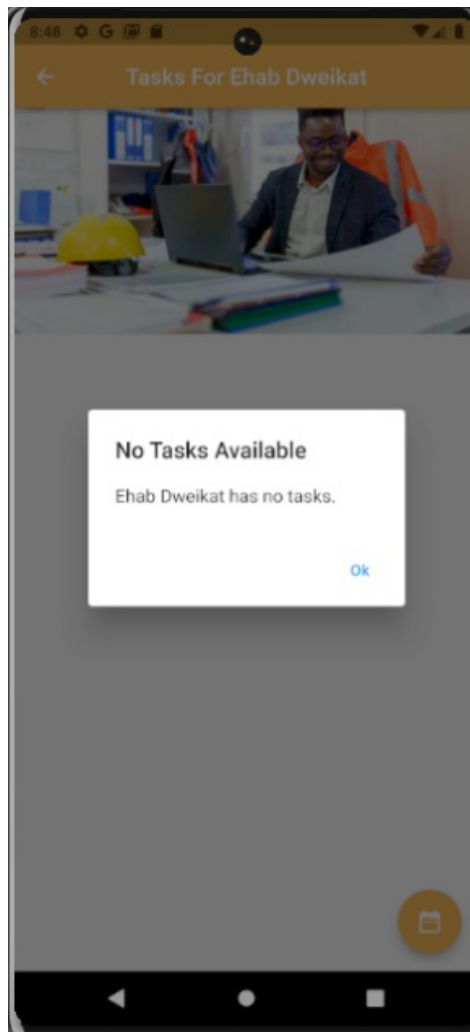 8:48
Tasks For Ehab Dweikat
No Tasks Available
Ehab Dweikat has no tasks.
Ok